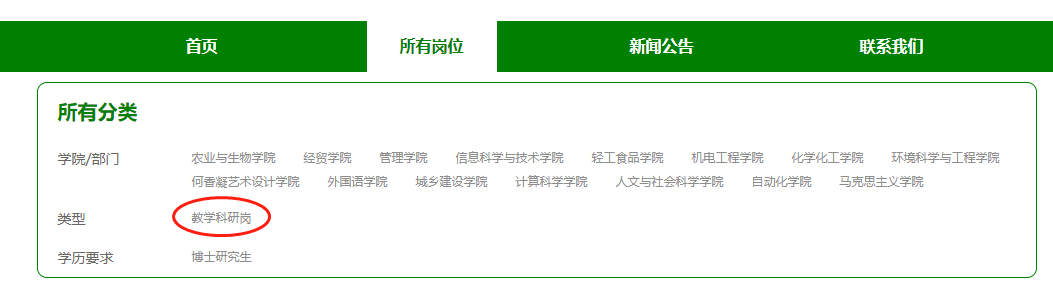 首页 所有岗位 新闻公告 联系我们
所有分类
学院/部门 农业与生物学院 经贸学院 管理学院 信息科学与技术学院 轻工食品学院 机电工程学院 化学化工学院 环境科学与工程学院
何香凝艺术设计学院 外国语学院 城乡建设学院 计算科学学院 人文与社会科学学院 自动化学院 马克思主义学院
类型 教学科研岗
学历要求 博士研究生